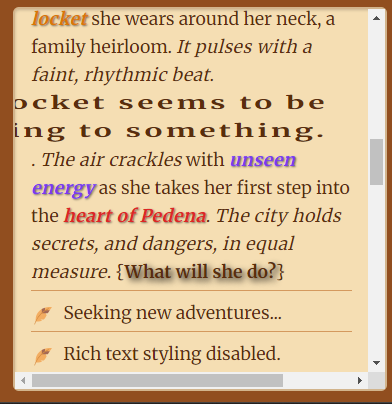 locket she wears around her neck, a
family heirloom. It pulses with a
faint, rhythmic beat.
ocket seems to be
ing to something.
. The air crackles with unseen
energy as she takes her first step into
the heart of Pedena. The city holds
secrets, and dangers, in equal
measure. {What will she do?}
Seeking new adventures...
Rich text styling disabled.